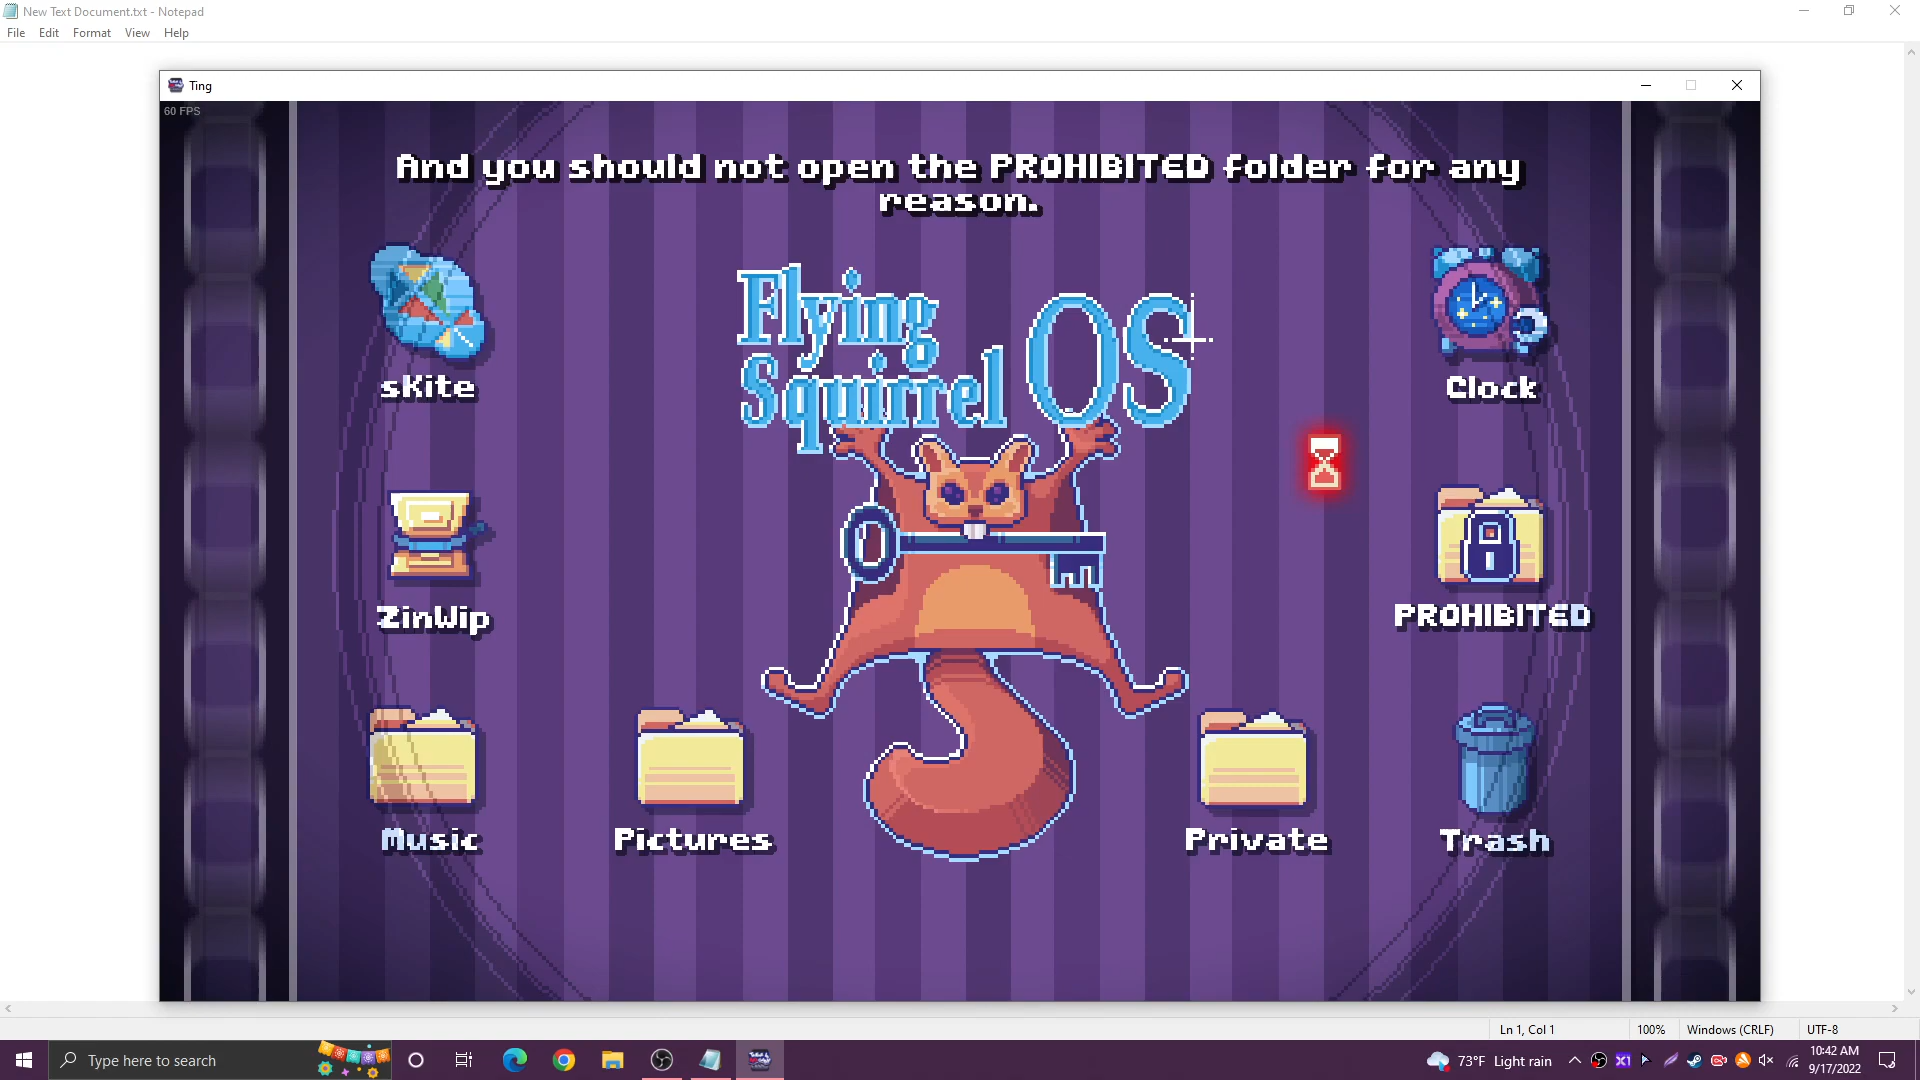 New Text Document.txt - Notepad
File Edit Format View Help
Ting
60 FPS
And you should not open the PROHIBITED folder for any
reason.
Flying
Squirrel OS
sKite
Clock
ZinWip
PROHIBITED
Music
Pictures
Private
Trash
Ln 1, Col 1
100%
Windows (CRLF)
UTF-8
Type here to search
73°F Light rain
10:42 AM
9/17/2022